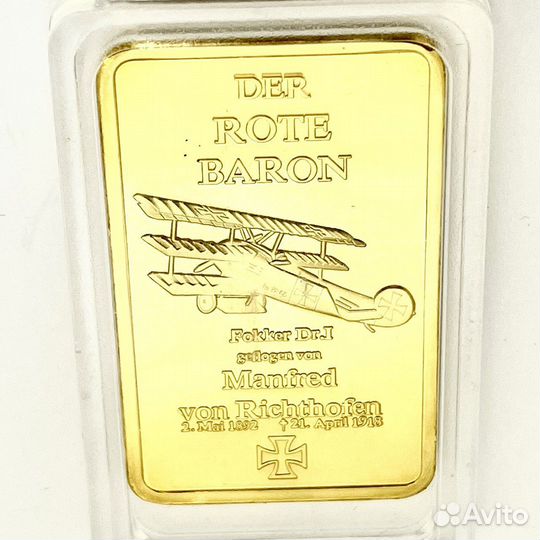 DER
ROTE
BARON
Fokker Dr.I
geflogen von
Manfred
von Richthofen
2. Mai 1892 †21. April 1918
Avito